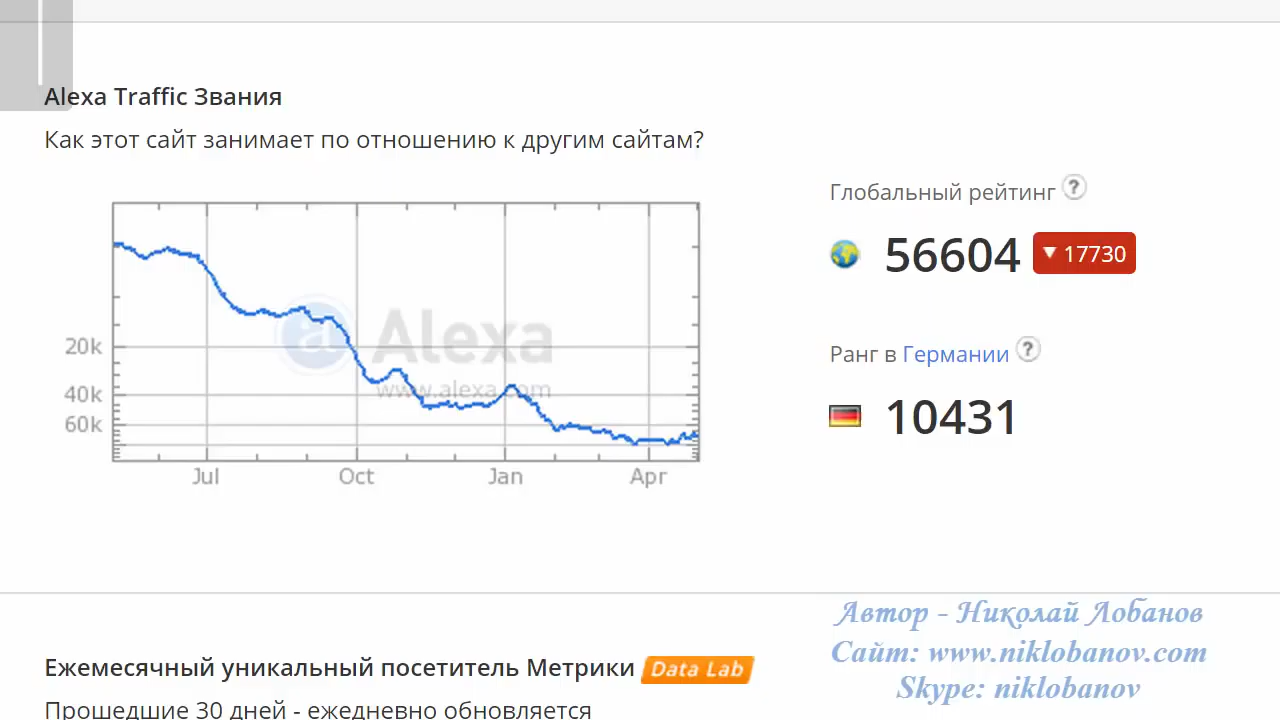 Alexa Traffic Звания
Как этот сайт занимает по отношению к другим сайтам?
Глобальный рейтинг ?
56604 ▼ 17730
Ранг в Германии ?
10431
a Alexa
www.alexa.com
20k
40k
60k
Jul Oct Jan Apr
Автор - Николай Лобанов
Сайт: www.niklobanov.com
Skype: niklobanov
Ежемесячный уникальный посетитель Метрики Data Lab
Прошедшие 30 дней - ежедневно обновляется